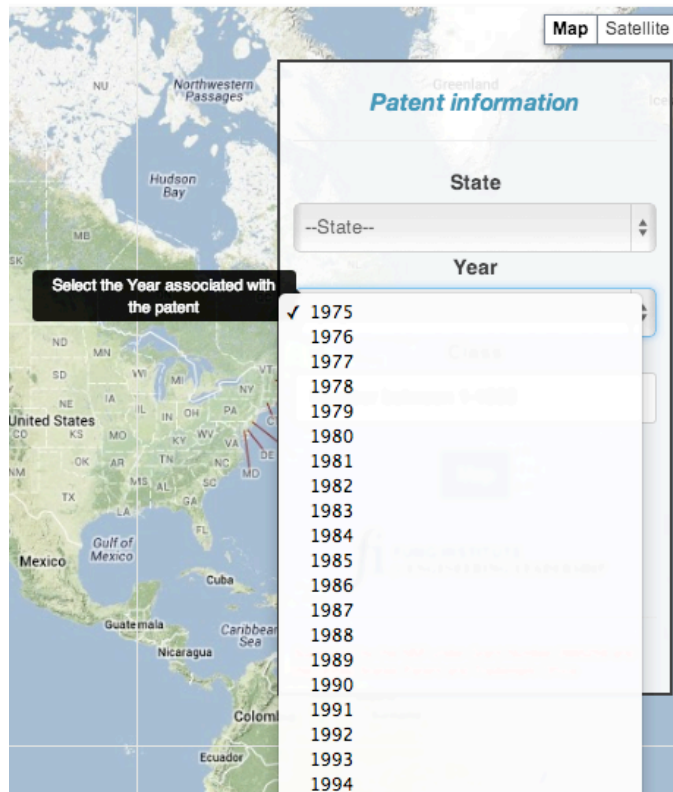 Map Satellite
NU
Northwestern
Passages
Greenland
Patent information
Hudson
Bay
State
--State--
MB
SK
Year
Select the Year associated with
the patent
✓ 1975
1976
1977
1978
1979
1980
1981
1982
1983
1984
1985
1986
1987
1988
1989
1990
1991
1992
1993
1994
Class
ND
MN
SD
WI
MI
VT
NY
NE
IA
IL
IN
OH
PA
United States
CO
KS
MO
KY
WV
VA
DE
MD
OK
AR
TN
NC
NM
MS
AL
SC
TX
LA
GA
FL
Gulf of
Mexico
Mexico
Cuba
Guatemala
Caribbean
Sea
Nicaragua
Ecuador